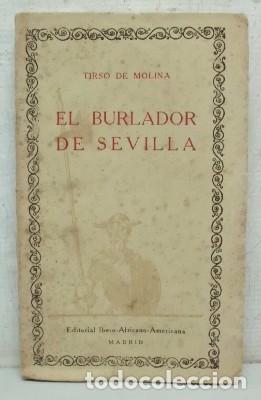 TIRSO DE MOLINA
EL BURLADOR
DE SEVILLA
Editorial Ibero-Africano-Americana
MADRID
todocoleccion